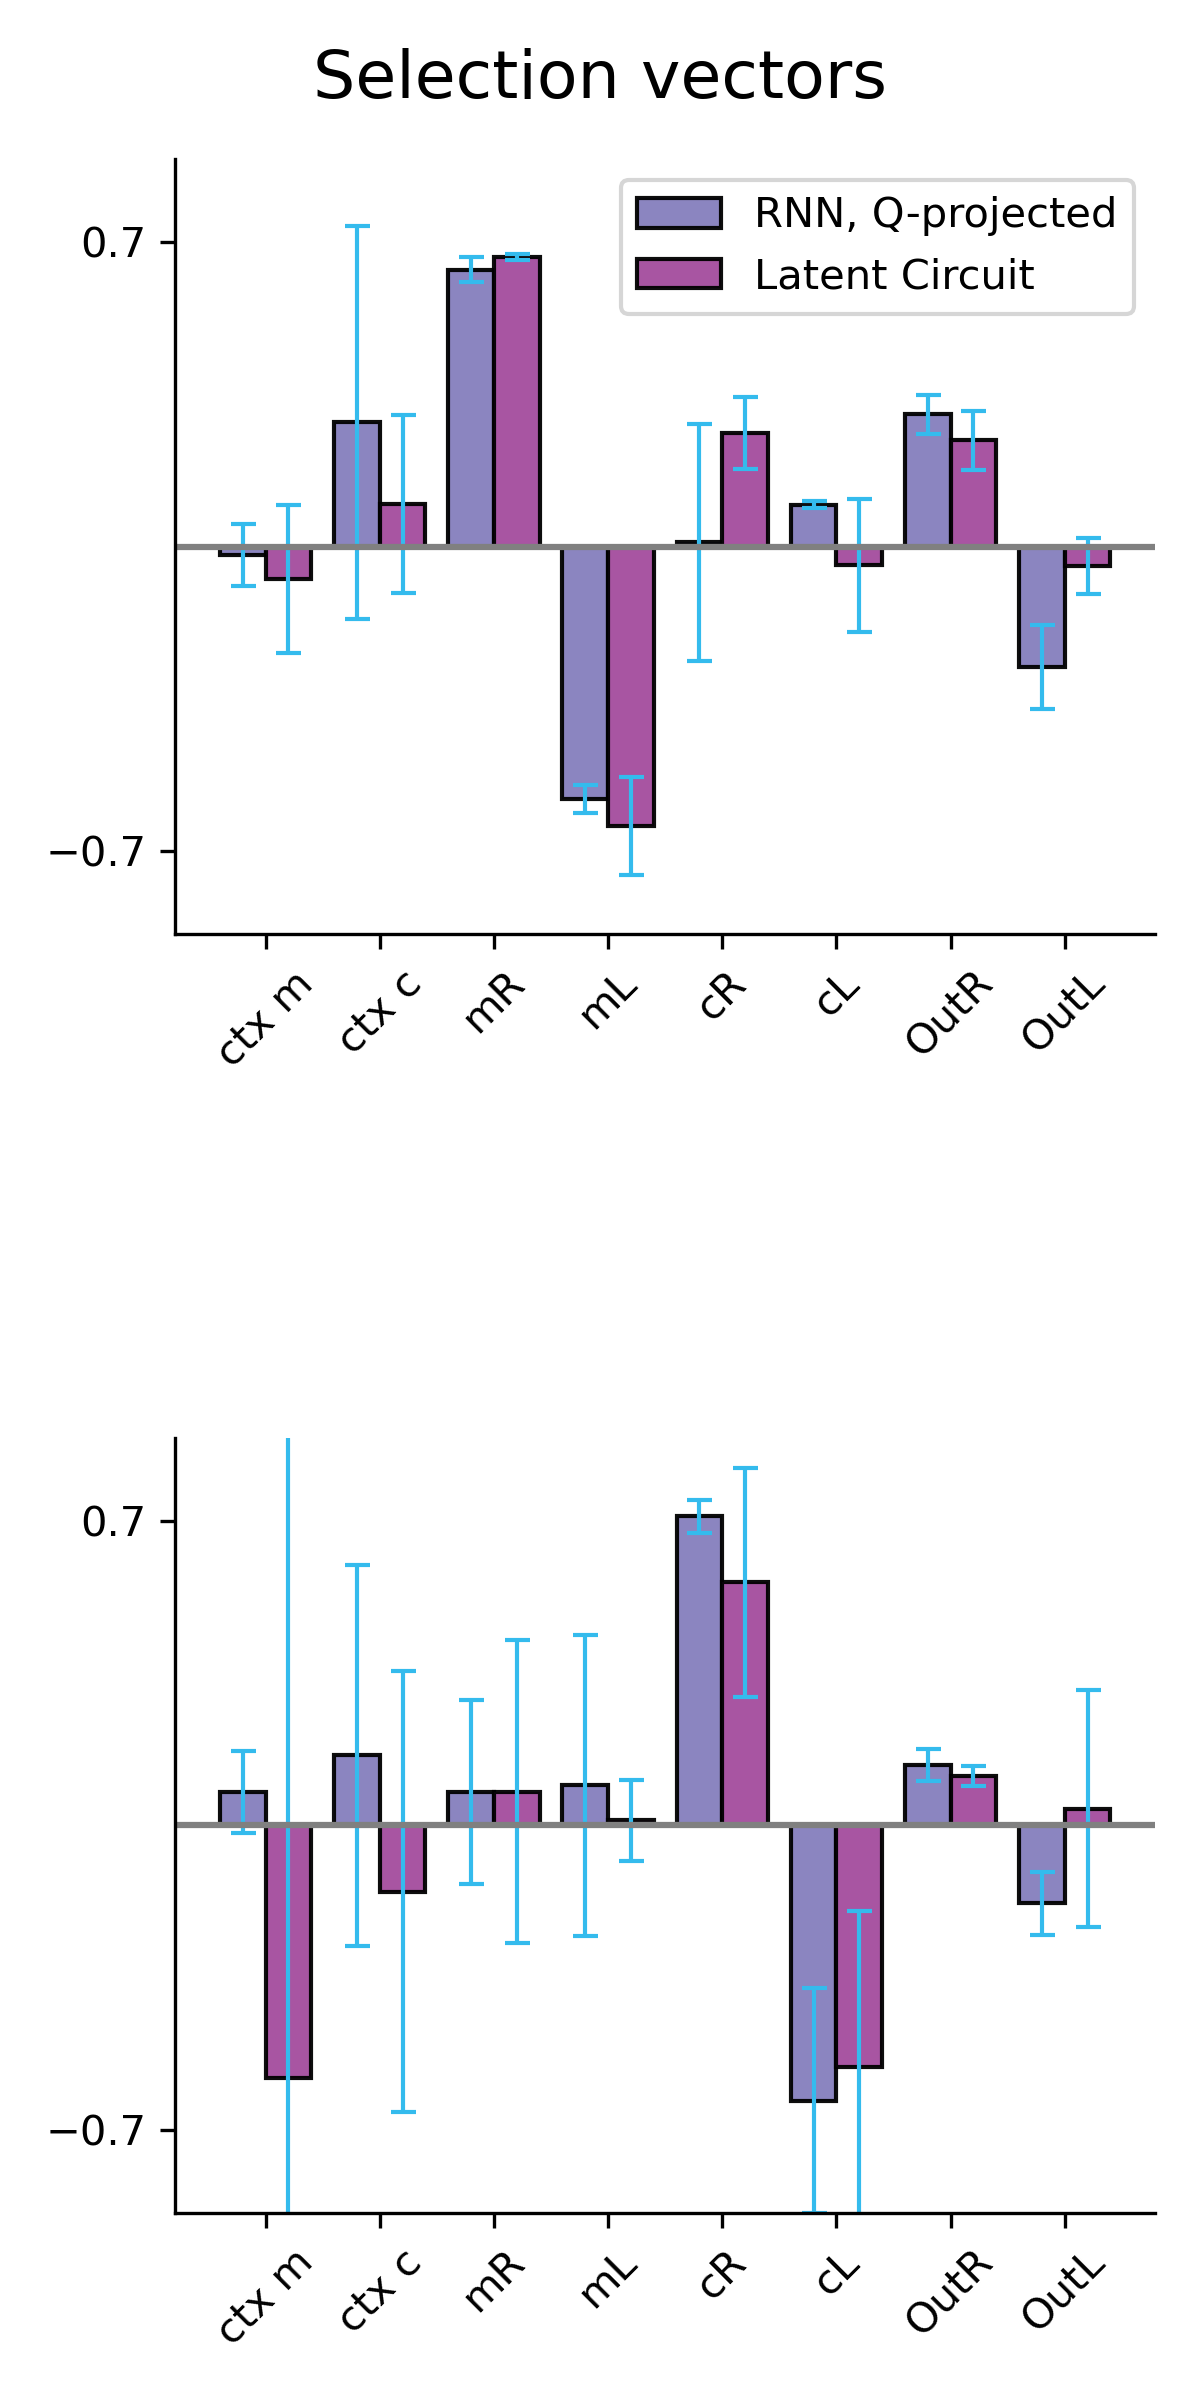 Selection vectors
RNN, Q-projected
Latent Circuit
0.7
−0.7
ctx m
ctx c
mR
mL
cR
cL
OutR
OutL
0.7
−0.7
ctx m
ctx c
mR
mL
cR
cL
OutR
OutL